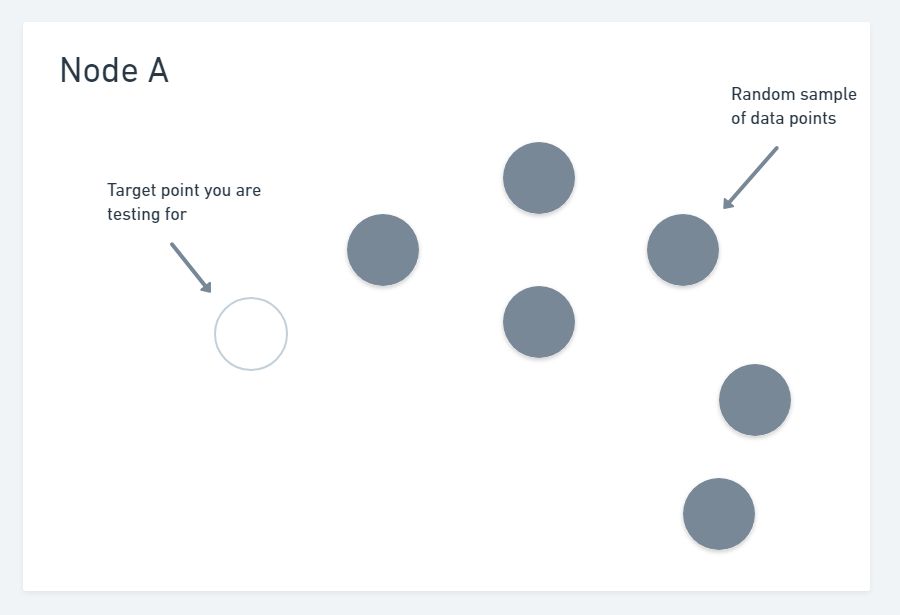 Node A
Random sample
of data points
Target point you are
testing for